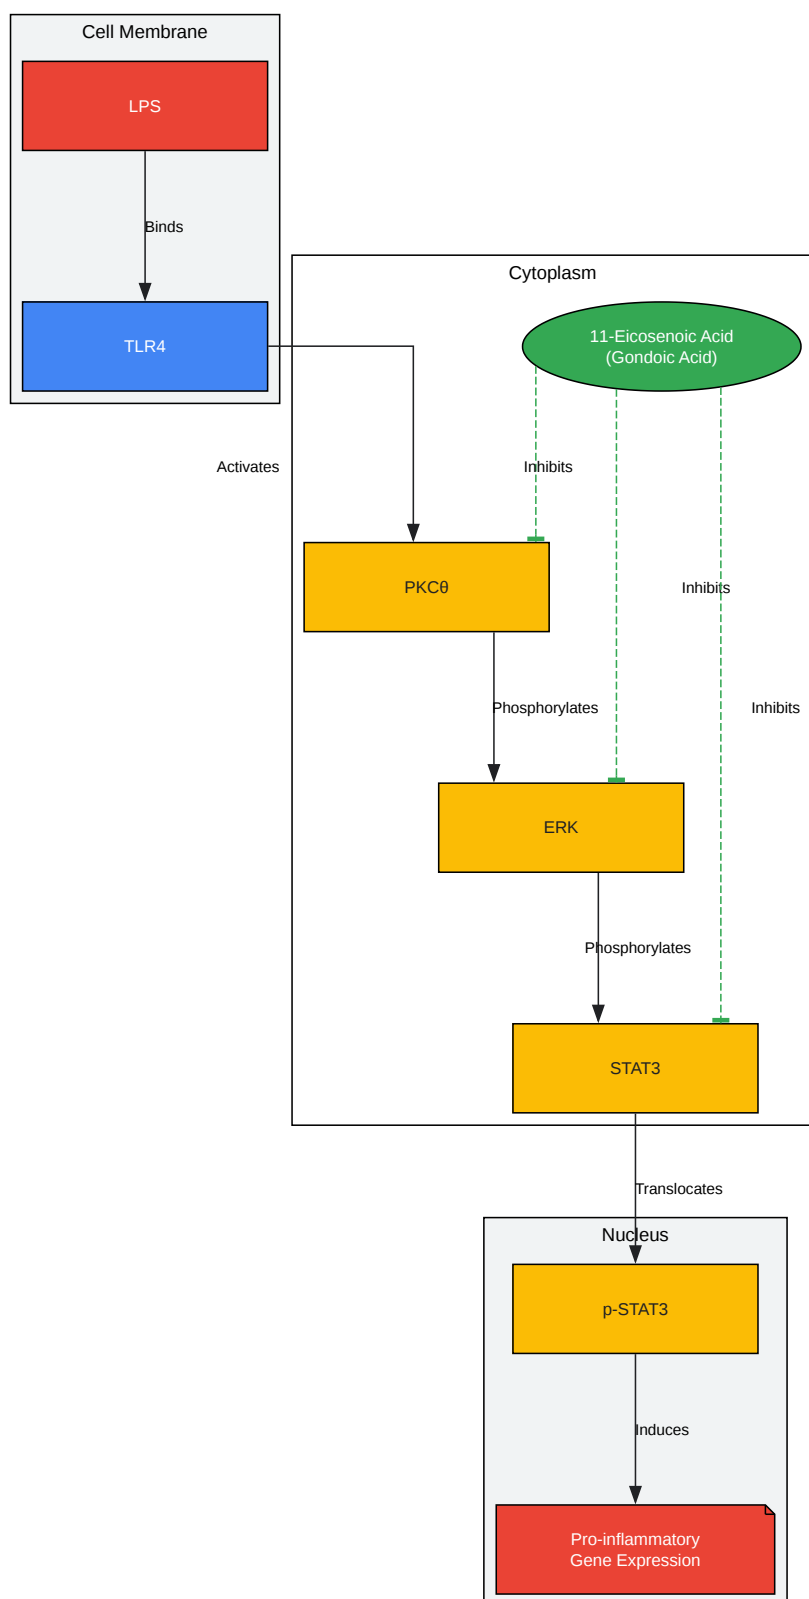 Cell Membrane
LPS
Binds
Cytoplasm
TLR4
11-Eicosenoic Acid
(Gondoic Acid)
Activates
Inhibits
PKCθ
Inhibits
Phosphorylates
Inhibits
ERK
Phosphorylates
STAT3
Translocates
Nucleus
p-STAT3
Induces
Pro-inflammatory
Gene Expression